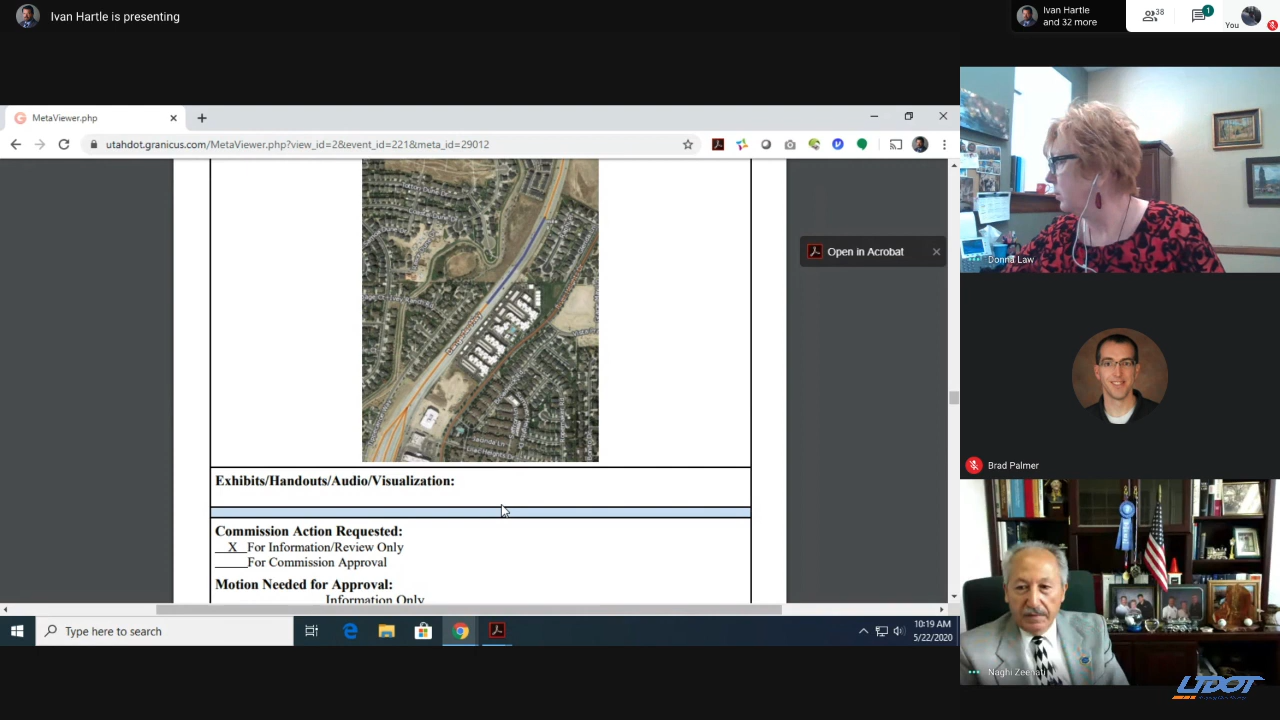 Ivan Hartle is presenting
Ivan Hartle
and 32 more
38
1
You
MetaViewer.php
utahdot.granicus.com/MetaViewer.php?view_id=2&event_id=221&meta_id=29012
Open in Acrobat
Donna Law
Exhibits/Handouts/Audio/Visualization:
Commission Action Requested:
X For Information/Review Only
For Commission Approval
Motion Needed for Approval:
Information Only
Brad Palmer
Naghi Zeenati
Type here to search
10:19 AM
5/22/2020
UDOT